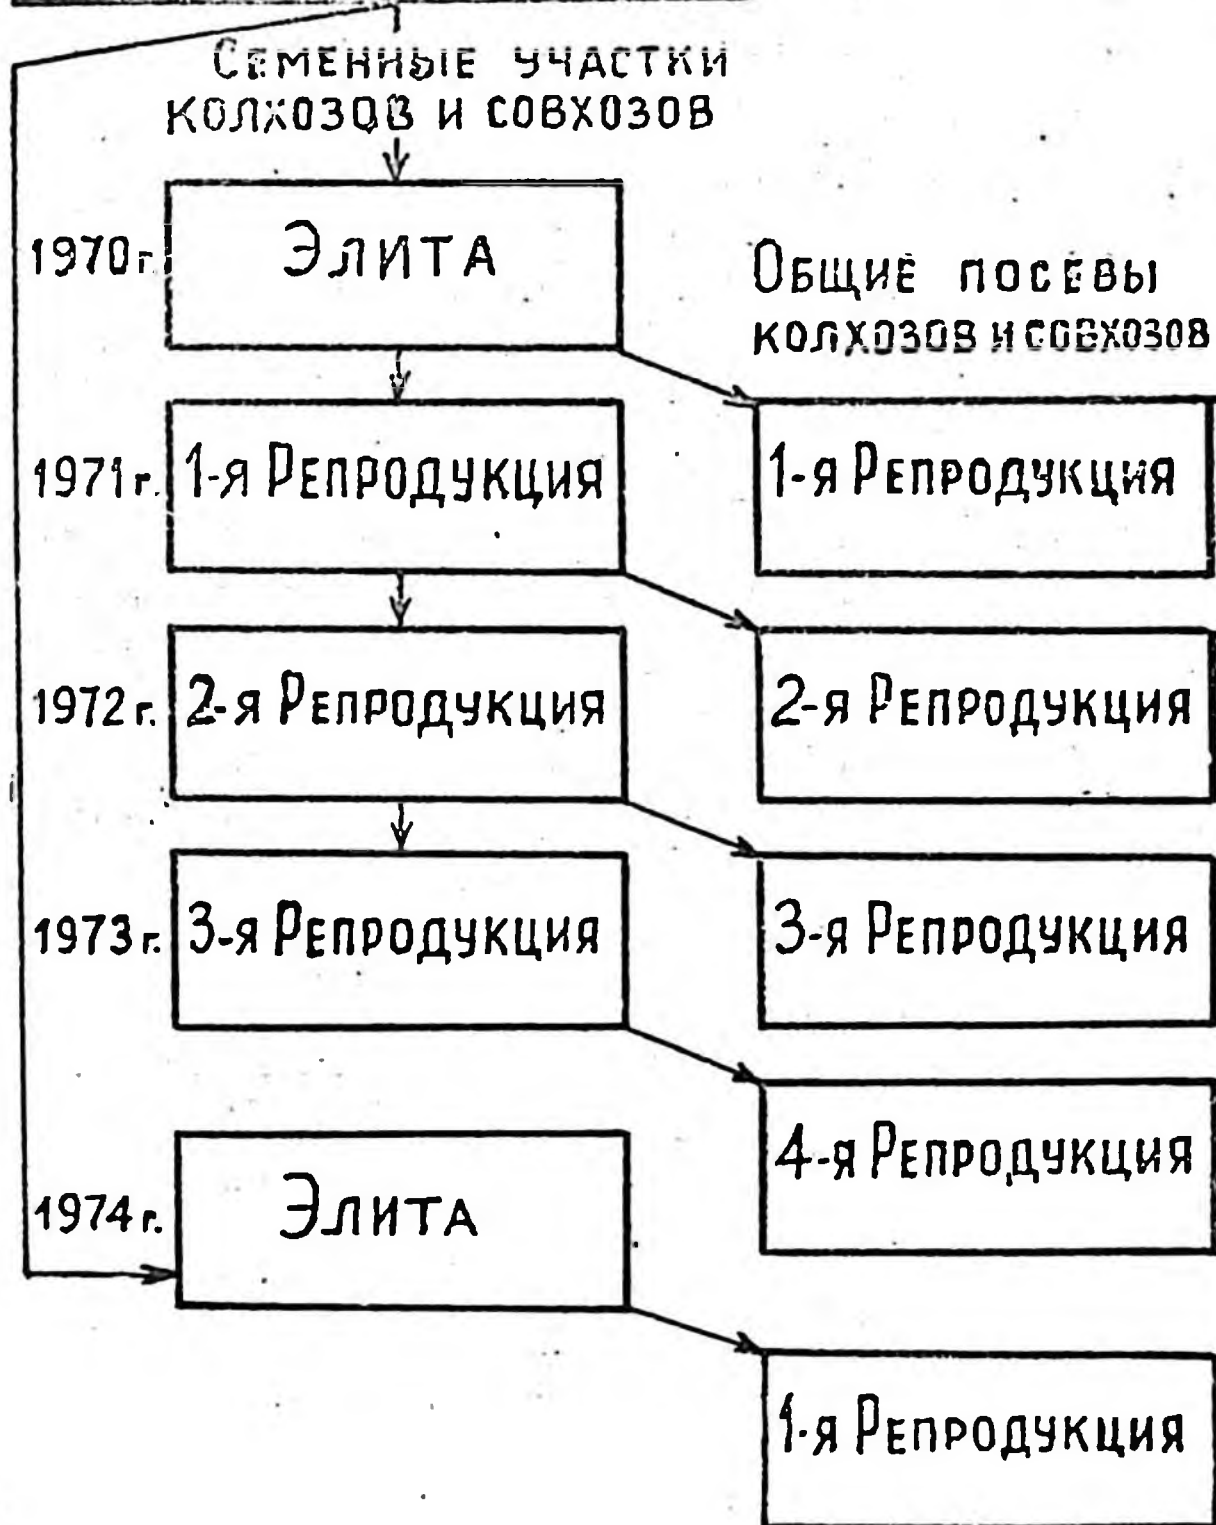 Семенные участки
колхозов и совхозов
1970г.
Элита
Общие посевы
колхозов и совхозов
1971г.
1-я Репродукция
1-я Репродукция
1972г.
2-я Репродукция
2-я Репродукция
1973г.
3-я Репродукция
3-я Репродукция
4-я Репродукция
1974г.
Элита
1-я Репродукция